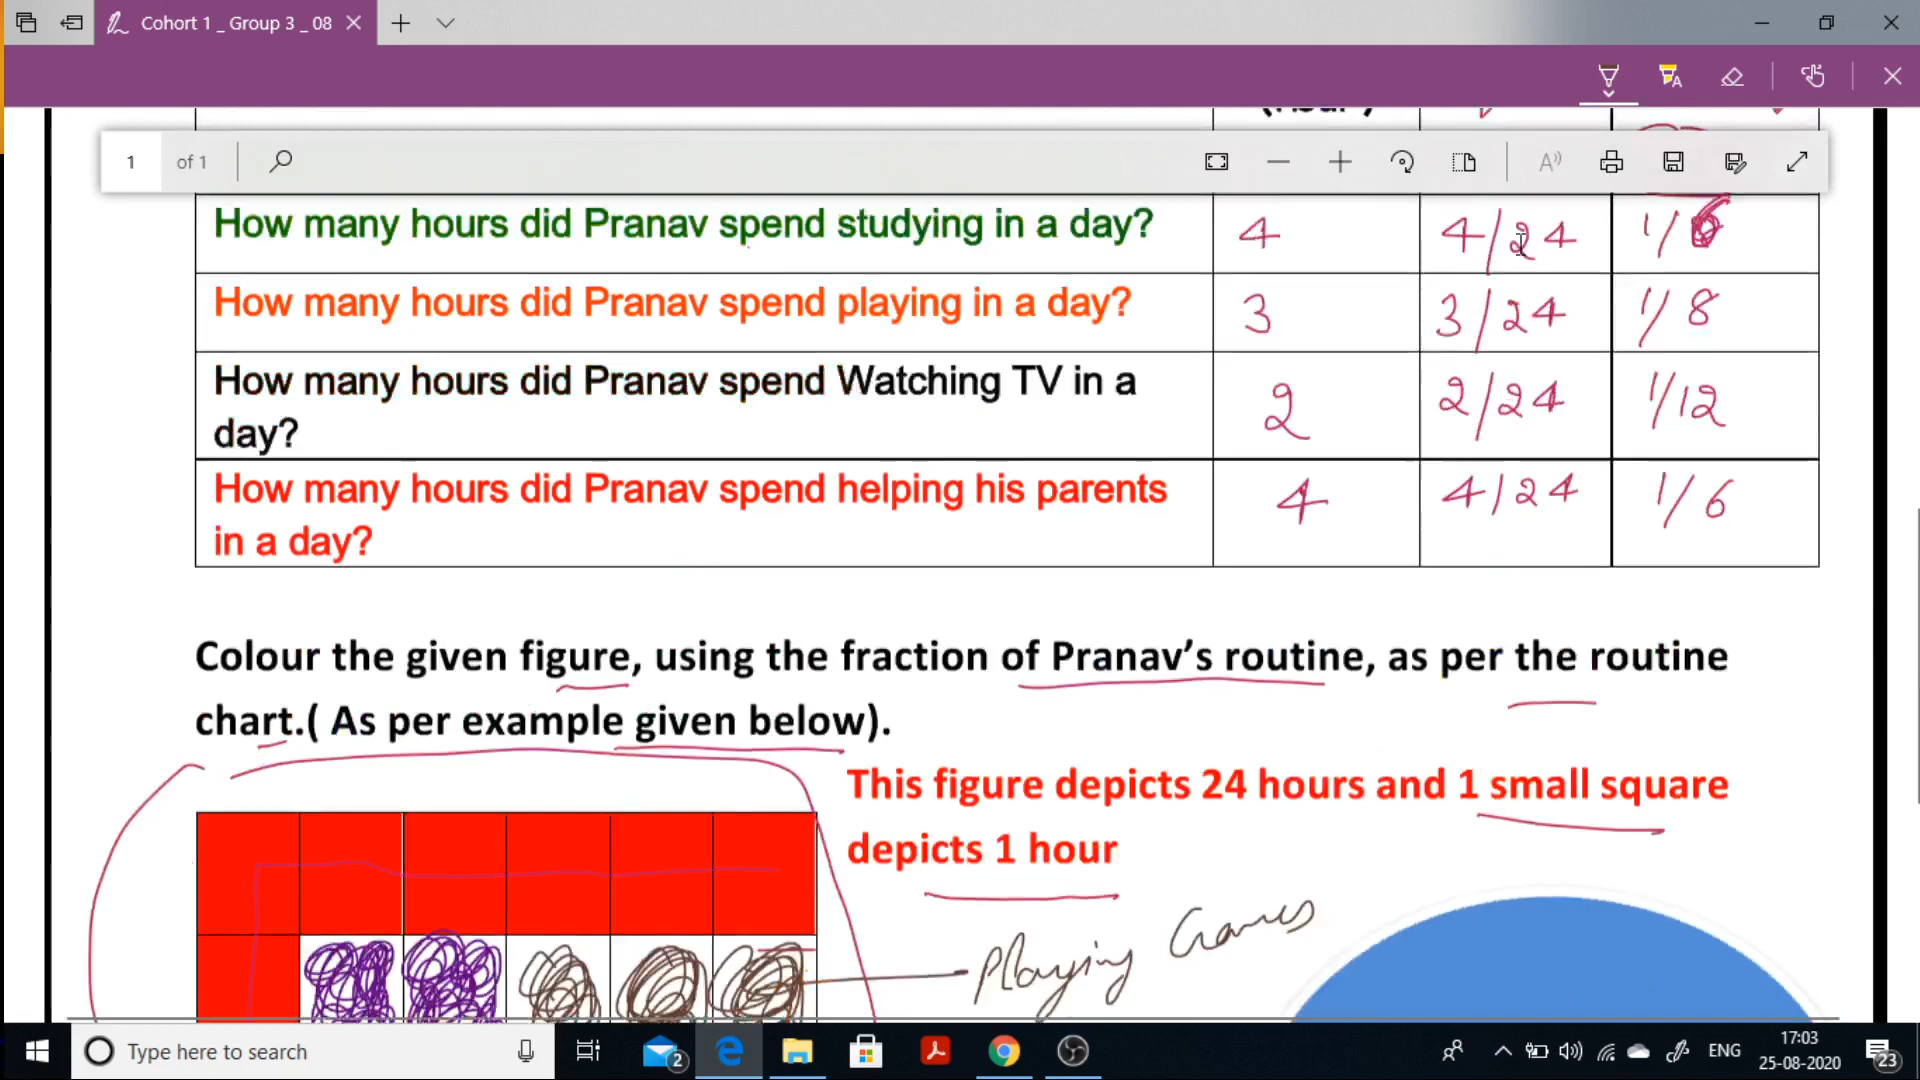 Cohort 1 _ Group 3 _ 08
1 of 1
How many hours did Pranav spend studying in a day? 4 4/24 1/6
How many hours did Pranav spend playing in a day? 3 3/24 1/8
How many hours did Pranav spend Watching TV in a
day? 2 2/24 1/12
How many hours did Pranav spend helping his parents
in a day? 4 4/24 1/6
Colour the given figure, using the fraction of Pranav's routine, as per the routine
chart.( As per example given below).
This figure depicts 24 hours and 1 small square
depicts 1 hour
Playing Games
Type here to search
2
ENG
17:03
25-08-2020
23